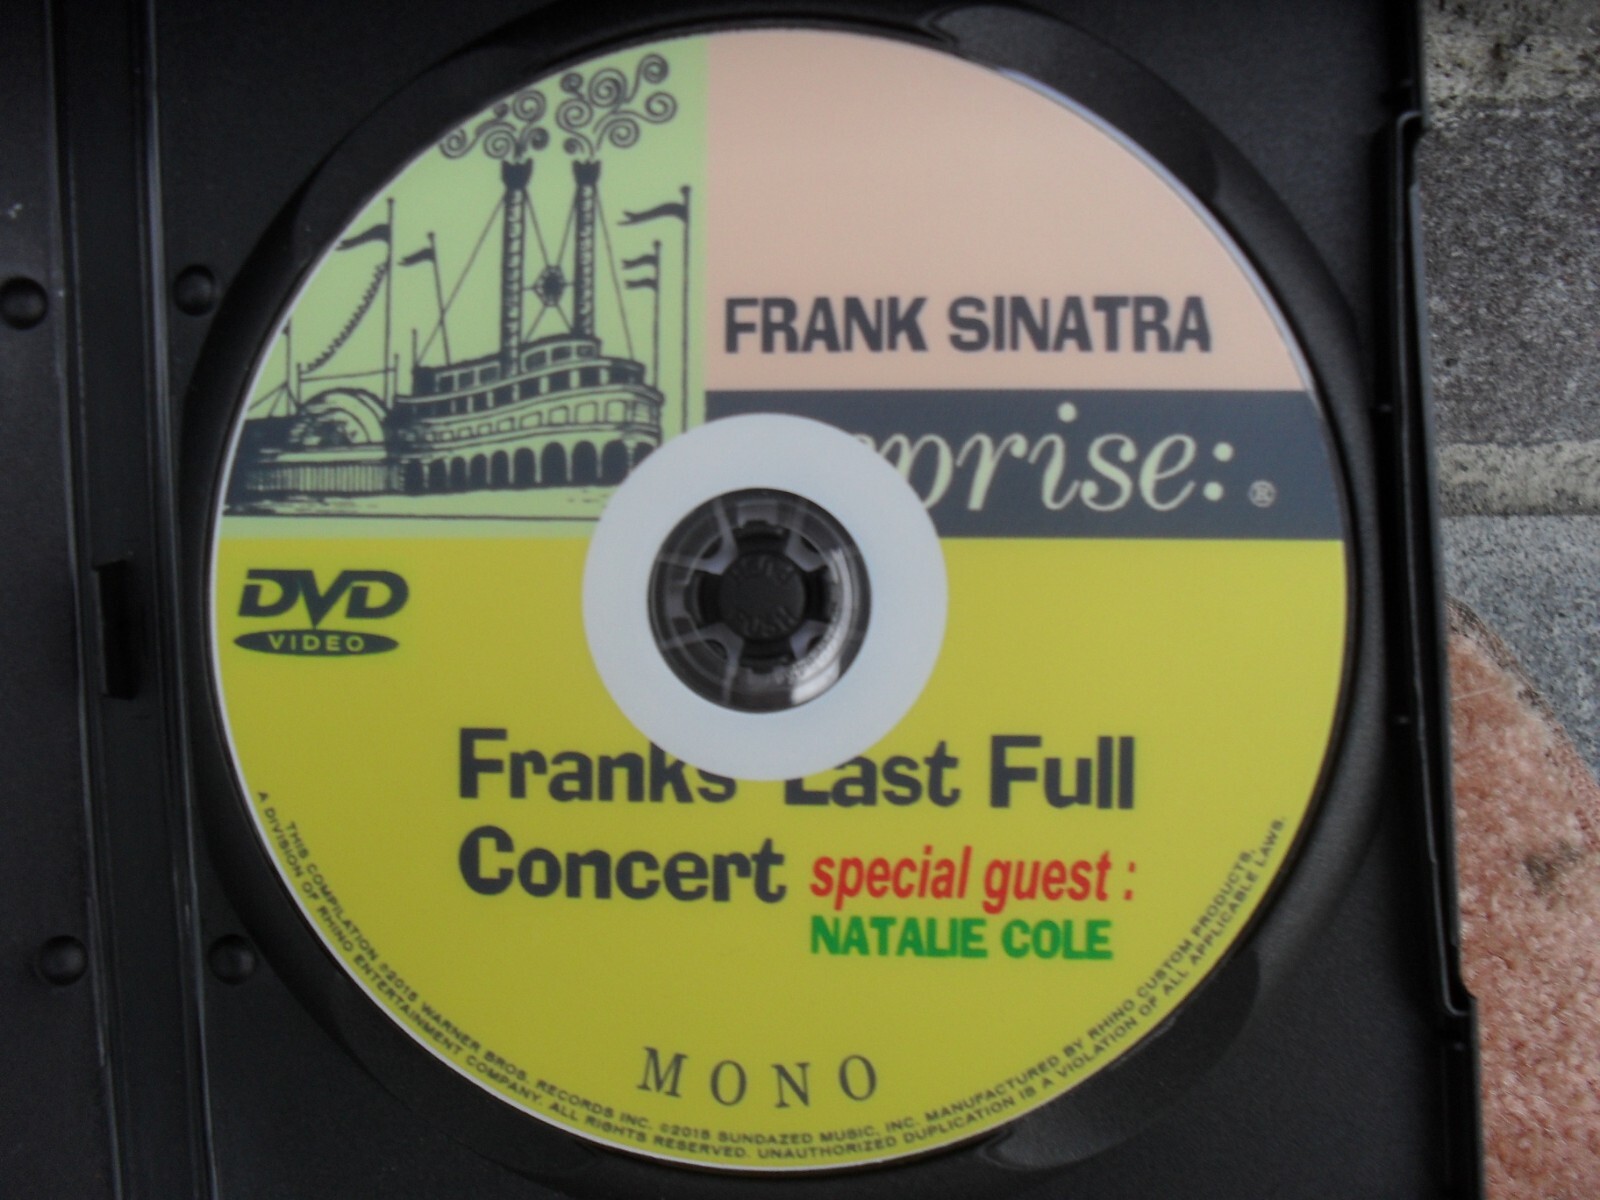 FRANK SINATRA
prise: ®
DVD
VIDEO
Franks Last Full
Concert special guest :
NATALIE COLE
MONO
THIS COMPILATION ©2015 WARNER BROS. RECORDS INC. ©2015 SUNDAZED MUSIC, INC. MANUFACTURED BY RHINO CUSTOM PRODUCTS,
A DIVISION OF RHINO ENTERTAINMENT COMPANY. ALL RIGHTS RESERVED. UNAUTHORIZED DUPLICATION IS A VIOLATION OF ALL APPLICABLE LAWS.
PUSH